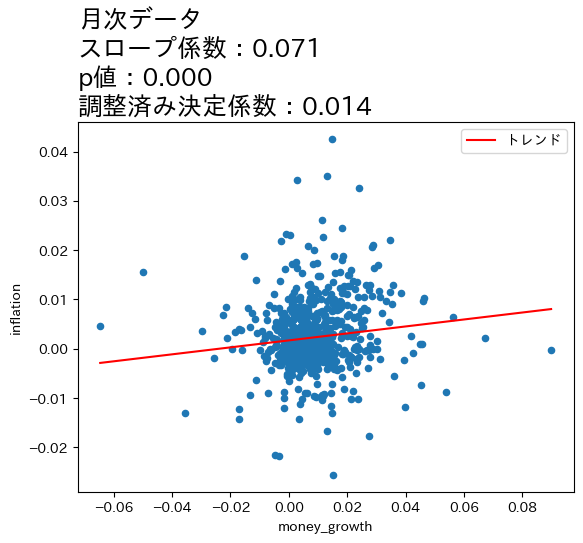 月次データ
スロープ係数：0.071
p値：0.000
調整済み決定係数：0.014
トレンド
0.04
0.03
0.02
0.01
0.00
−0.01
−0.02
inflation
−0.06
−0.04
−0.02
0.00
0.02
0.04
0.06
0.08
money_growth